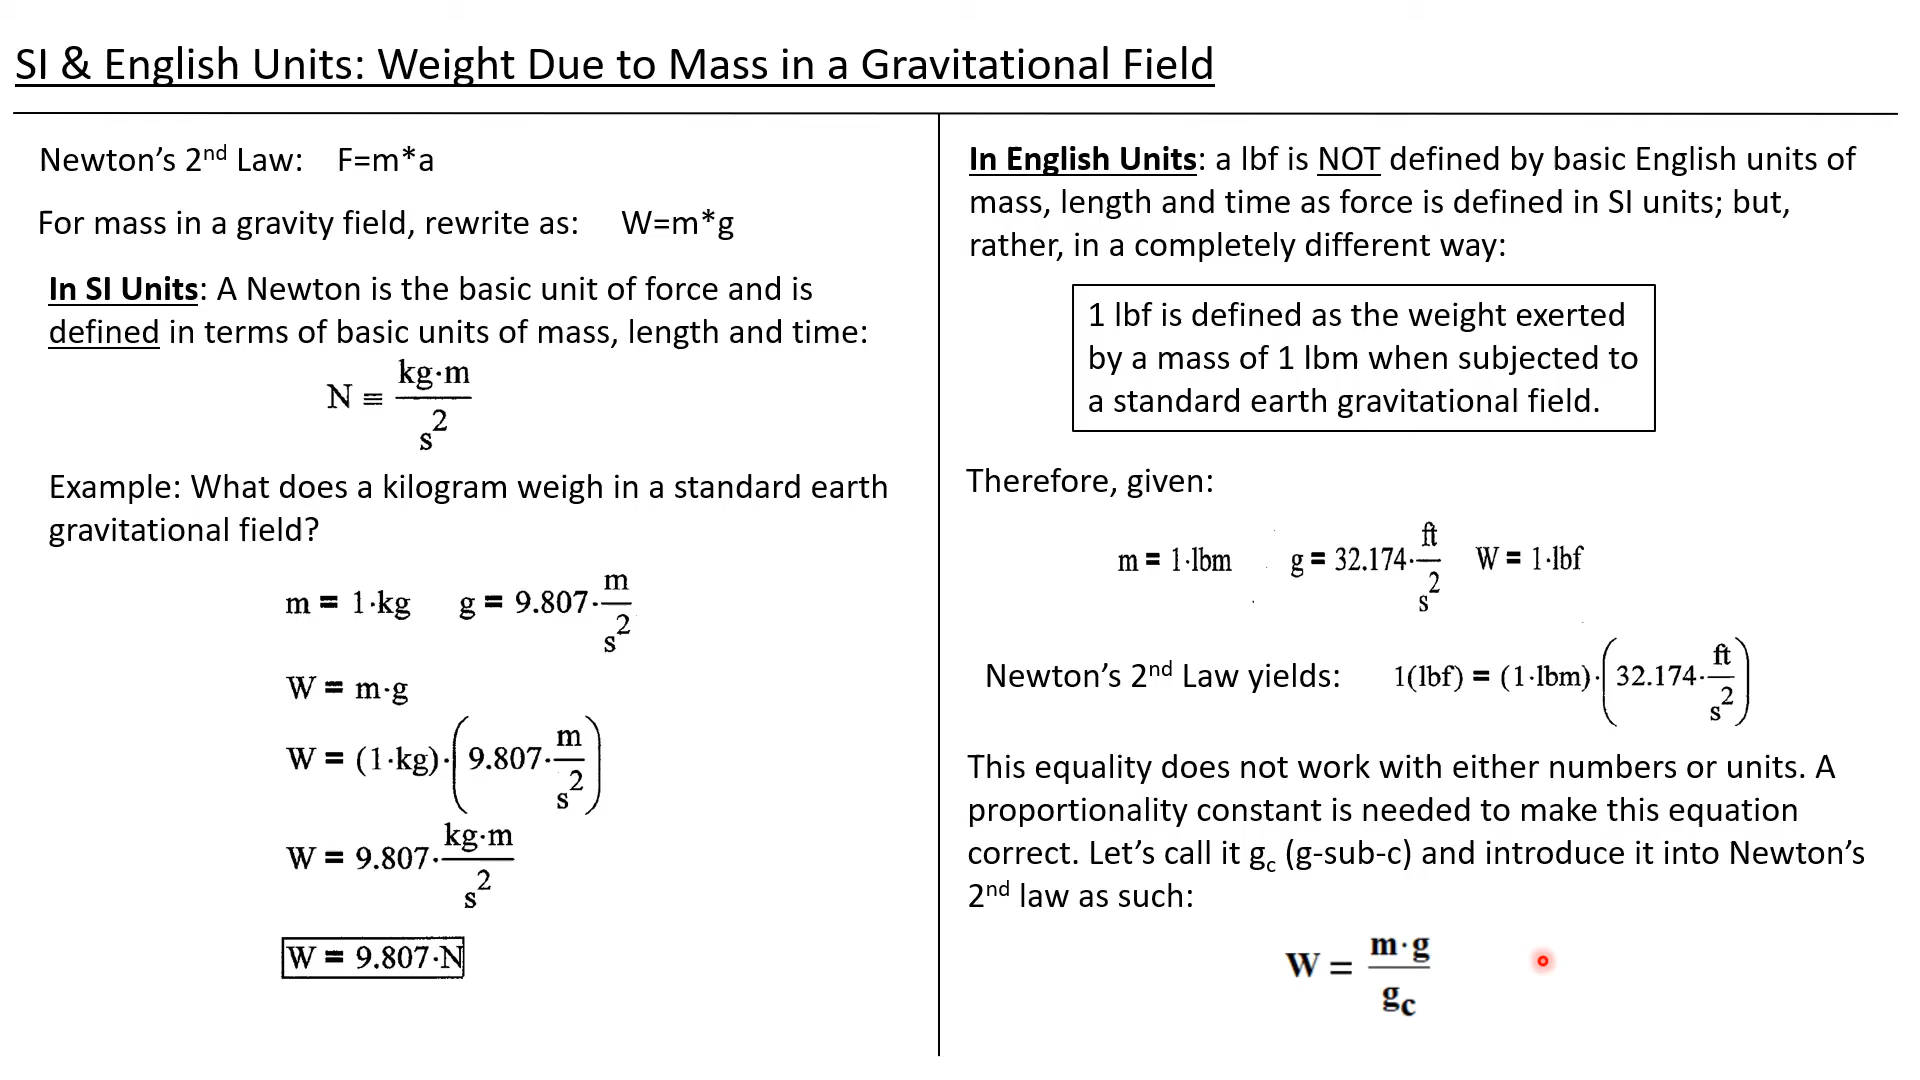 SI & English Units: Weight Due to Mass in a Gravitational Field
Newton's 2nd Law: F=m*a
For mass in a gravity field, rewrite as: W=m*g
In SI Units: A Newton is the basic unit of force and is
defined in terms of basic units of mass, length and time:
N ≡ kg·m / s²
Example: What does a kilogram weigh in a standard earth
gravitational field?
m = 1·kg g = 9.807·m/s²
W = m·g
W = (1·kg)·(9.807·m/s²)
W = 9.807·kg·m/s²
W = 9.807·N
In English Units: a lbf is NOT defined by basic English units of
mass, length and time as force is defined in SI units; but,
rather, in a completely different way:
1 lbf is defined as the weight exerted
by a mass of 1 lbm when subjected to
a standard earth gravitational field.
Therefore, given:
m = 1·lbm g = 32.174·ft/s² W = 1·lbf
Newton's 2nd Law yields: 1(lbf) = (1·lbm)·(32.174·ft/s²)
This equality does not work with either numbers or units. A
proportionality constant is needed to make this equation
correct. Let's call it gc (g-sub-c) and introduce it into Newton's
2nd law as such:
W = m·g / gc